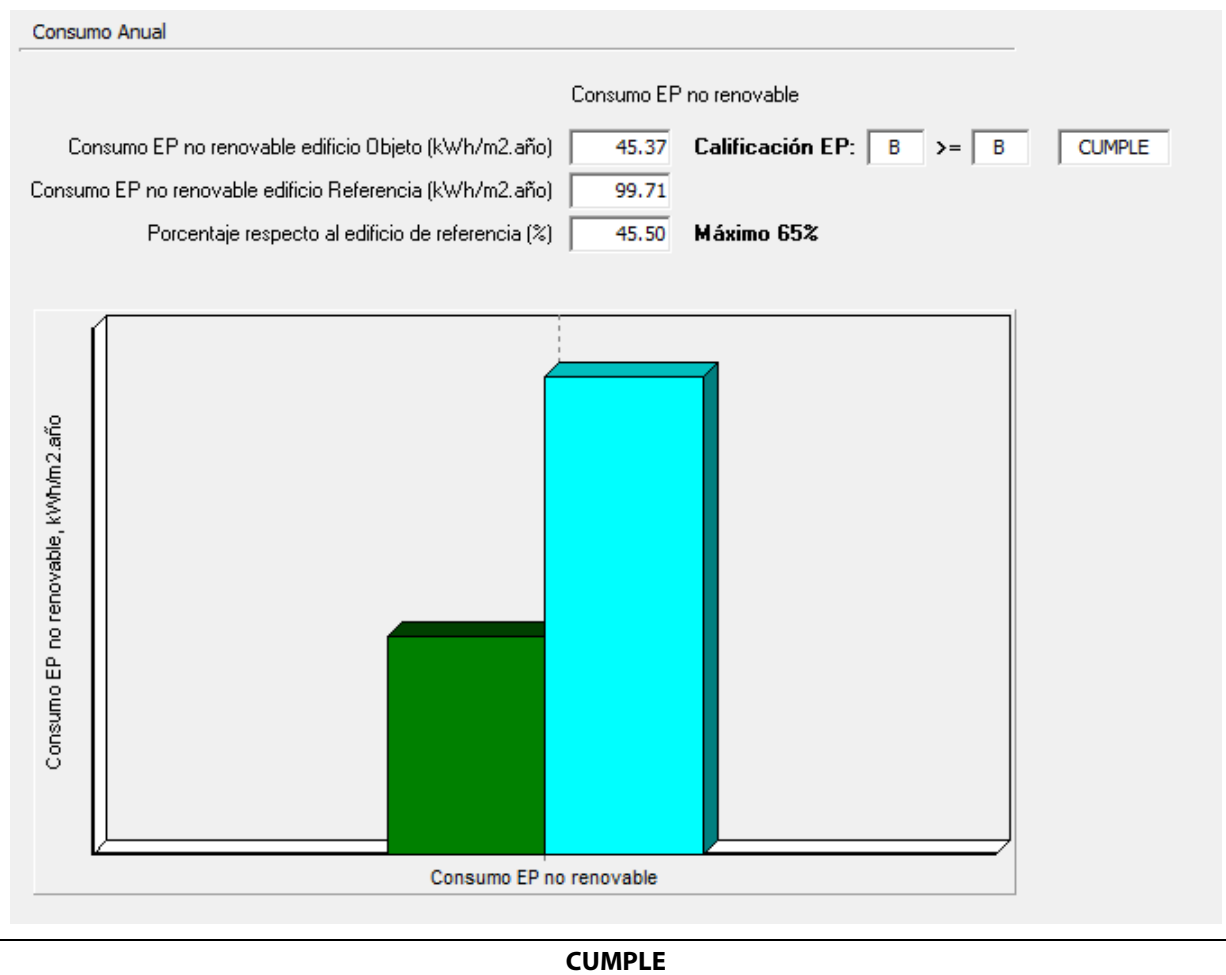 Consumo Anual
Consumo EP no renovable
Consumo EP no renovable edificio Objeto (kWh/m2.año) 45.37 Calificación EP: B >= B CUMPLE
Consumo EP no renovable edificio Referencia (kWh/m2.año) 99.71
Porcentaje respecto al edificio de referencia (%) 45.50 Máximo 65%
Consumo EP no renovable, kWh/m2.año
Consumo EP no renovable
CUMPLE